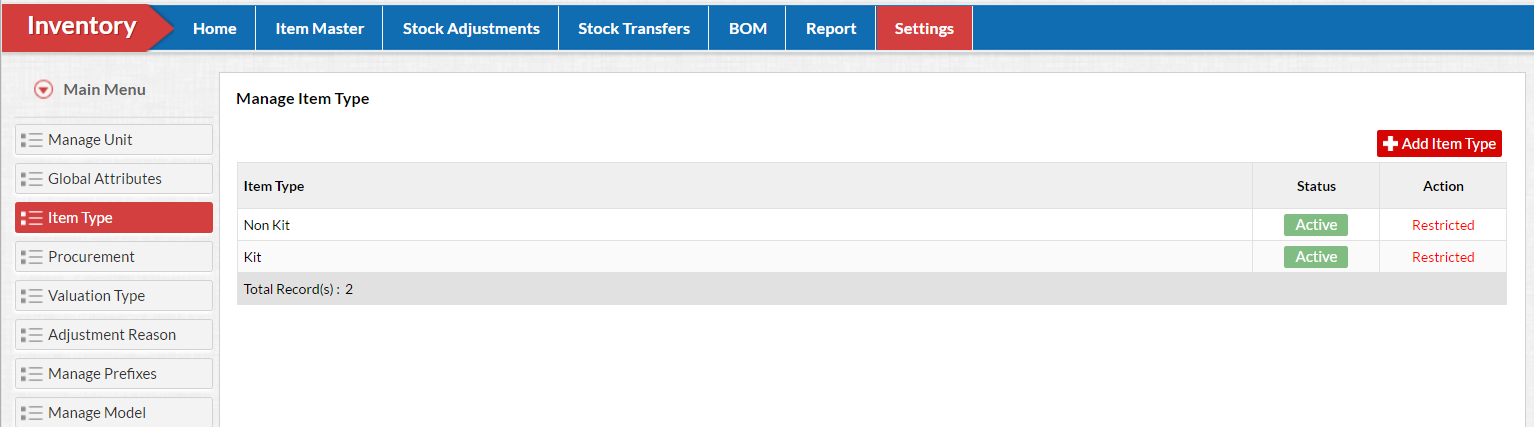 Inventory Home Item Master Stock Adjustments Stock Transfers BOM Report Settings
Main Menu
Manage Unit
Global Attributes
Item Type
Procurement
Valuation Type
Adjustment Reason
Manage Prefixes
Manage Model
Manage Item Type
Add Item Type
Item Type Status Action
Non Kit Active Restricted
Kit Active Restricted
Total Record(s) : 2